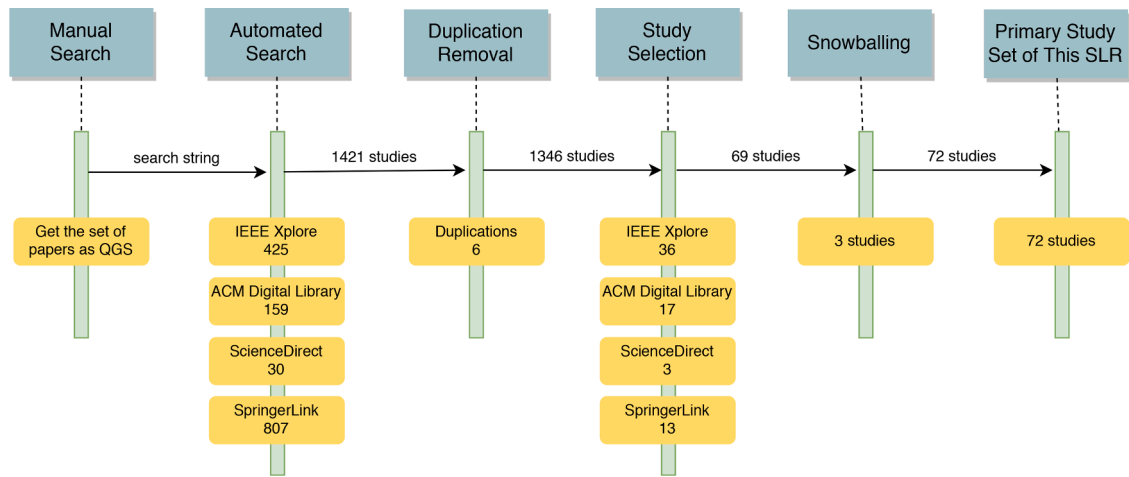 Manual
Search
Automated
Search
Duplication
Removal
Study
Selection
Snowballing
Primary Study
Set of This SLR
search string
1421 studies
1346 studies
69 studies
72 studies
Get the set of
papers as QGS
IEEE Xplore
425
ACM Digital Library
159
ScienceDirect
30
SpringerLink
807
Duplications
6
IEEE Xplore
36
ACM Digital Library
17
ScienceDirect
3
SpringerLink
13
3 studies
72 studies